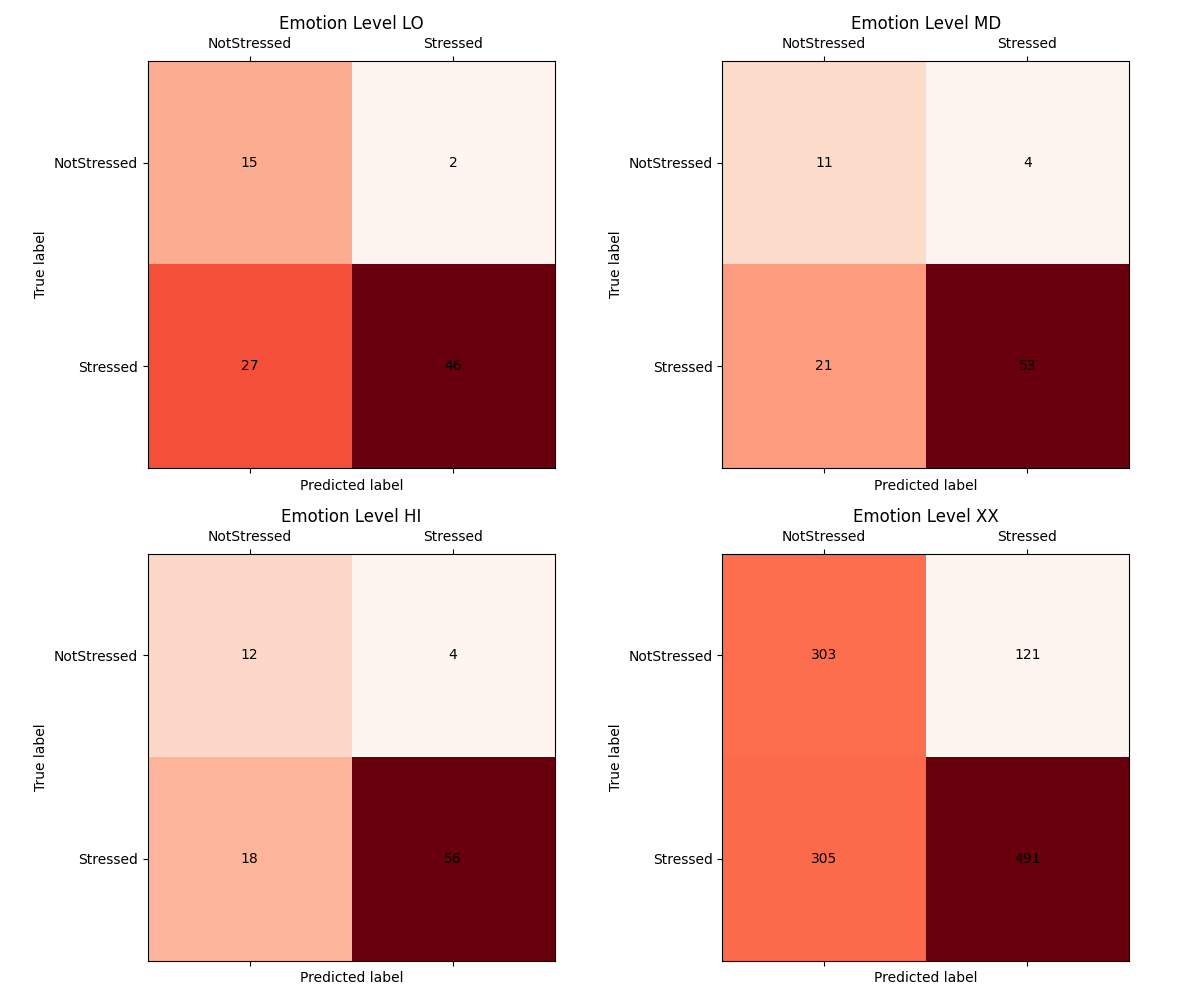 Emotion Level LO
NotStressed Stressed
NotStressed 15 2
True label
Stressed 27 46
Predicted label
Emotion Level MD
NotStressed Stressed
NotStressed 11 4
True label
Stressed 21 53
Predicted label
Emotion Level HI
NotStressed Stressed
NotStressed 12 4
True label
Stressed 18 56
Predicted label
Emotion Level XX
NotStressed Stressed
NotStressed 303 121
True label
Stressed 305 491
Predicted label